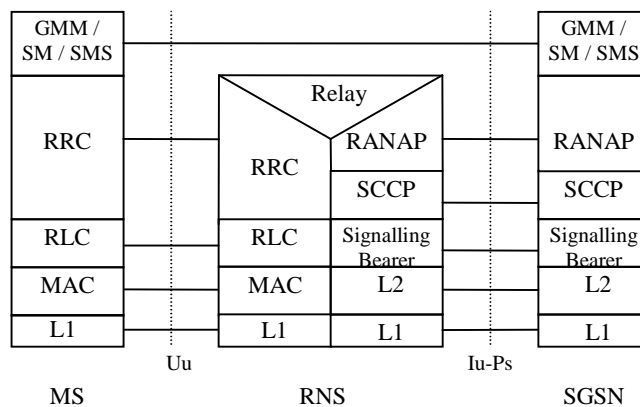 GMM /
SM / SMS
GMM /
SM / SMS
Relay
RRC
RRC
RANAP
RANAP
SCCP
SCCP
RLC
RLC
Signalling
Bearer
Signalling
Bearer
MAC
MAC
L2
L2
L1
L1
L1
L1
Uu
Iu-Ps
MS
RNS
SGSN